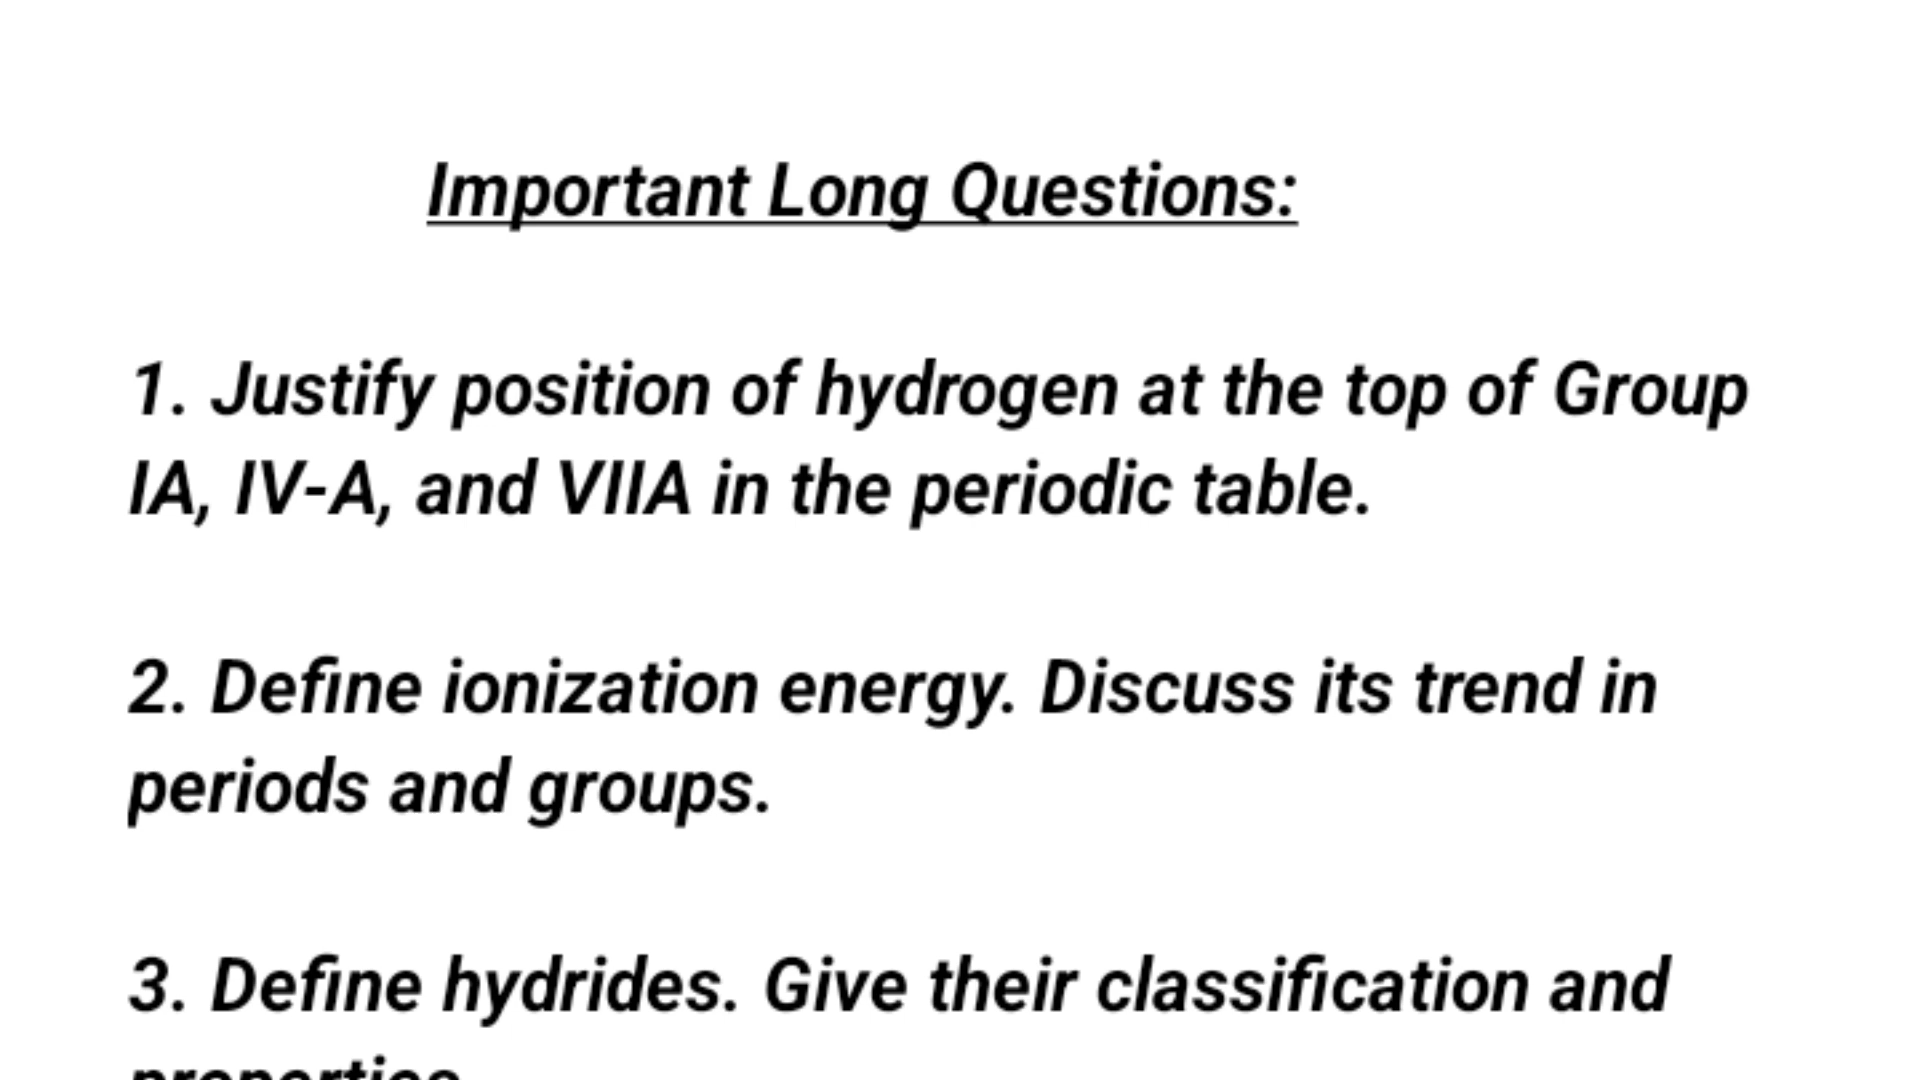 Important Long Questions:
1. Justify position of hydrogen at the top of Group
IA, IV-A, and VIIA in the periodic table.
2. Define ionization energy. Discuss its trend in
periods and groups.
3. Define hydrides. Give their classification and
properties